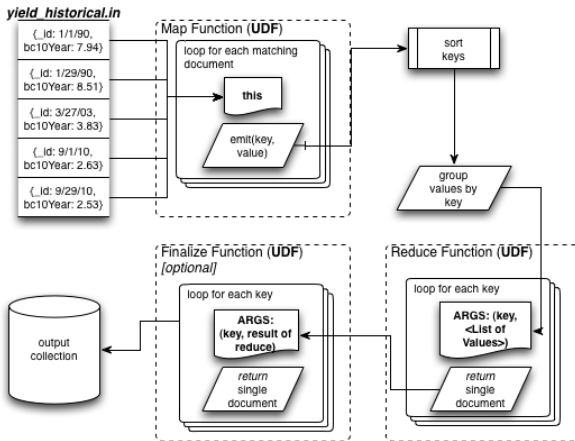 yield_historical.in
{_id: 1/1/90,
bc10Year: 7.94}
{_id: 1/29/90,
bc10Year: 8.51}
{_id: 3/27/03,
bc10Year: 3.83}
{_id: 9/1/10,
bc10Year: 2.63}
{_id: 9/29/10,
bc10Year: 2.53}
Map Function (UDF)
loop for each matching
document
this
emit(key,
value)
sort
keys
group
values by
key
Reduce Function (UDF)
loop for each key
ARGS: (key,
<List of
Values>)
return
single
document
Finalize Function (UDF)
[optional]
loop for each key
ARGS:
(key, result of
reduce)
return
single
document
output
collection